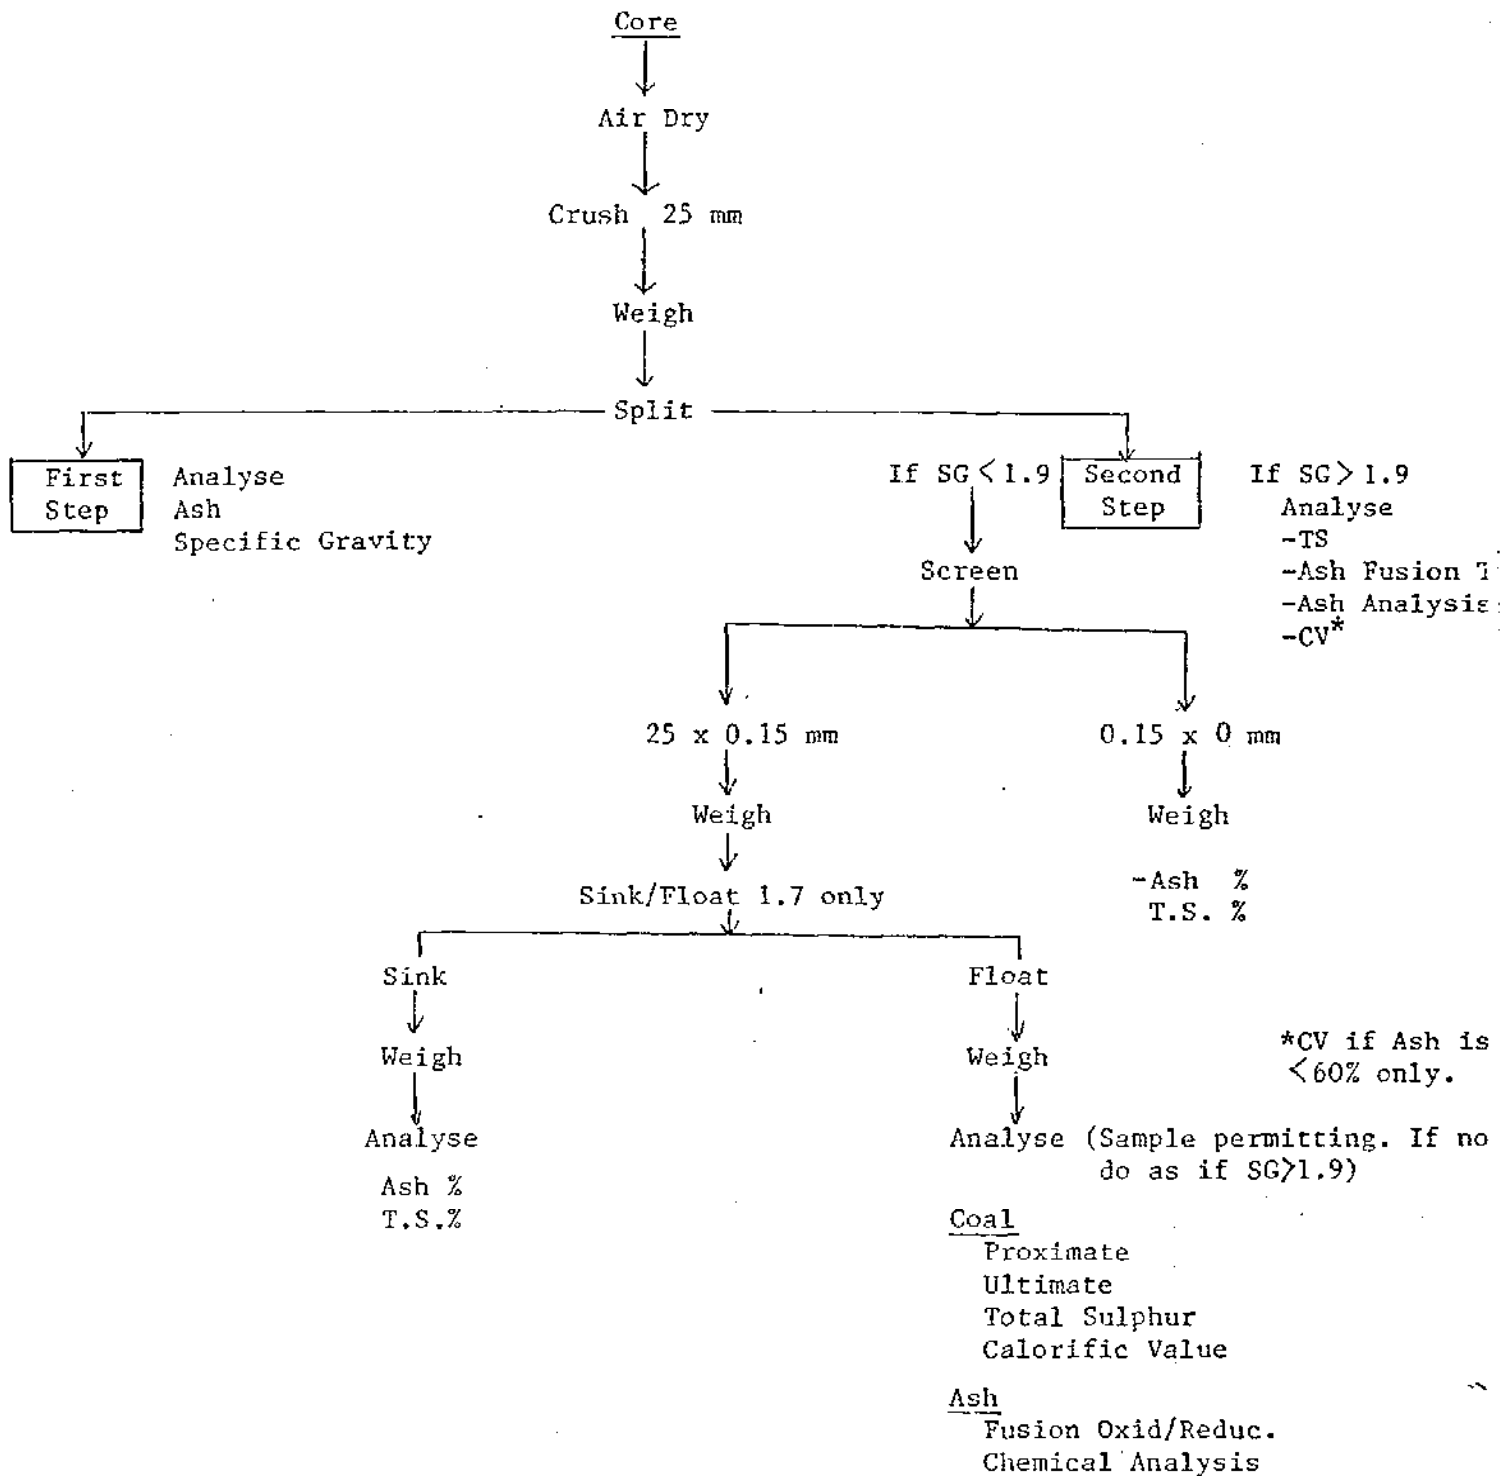 Core
Air Dry
Crush 25 mm
Weigh
Split
First
Step
Analyse
Ash
Specific Gravity
If SG < 1.9
Second
Step
If SG > 1.9
Analyse
-TS
-Ash Fusion
-Ash Analysis
-CV*
Screen
25 x 0.15 mm
0.15 x 0 mm
Weigh
Weigh
-Ash %
T.S. %
Sink/Float 1.7 only
Sink
Float
Weigh
Weigh
*CV if Ash is
<60% only.
Analyse
Ash %
T.S.%
Analyse (Sample permitting. If no
do as if SG>1.9)
Coal
Proximate
Ultimate
Total Sulphur
Calorific Value
Ash
Fusion Oxid/Reduc.
Chemical Analysis